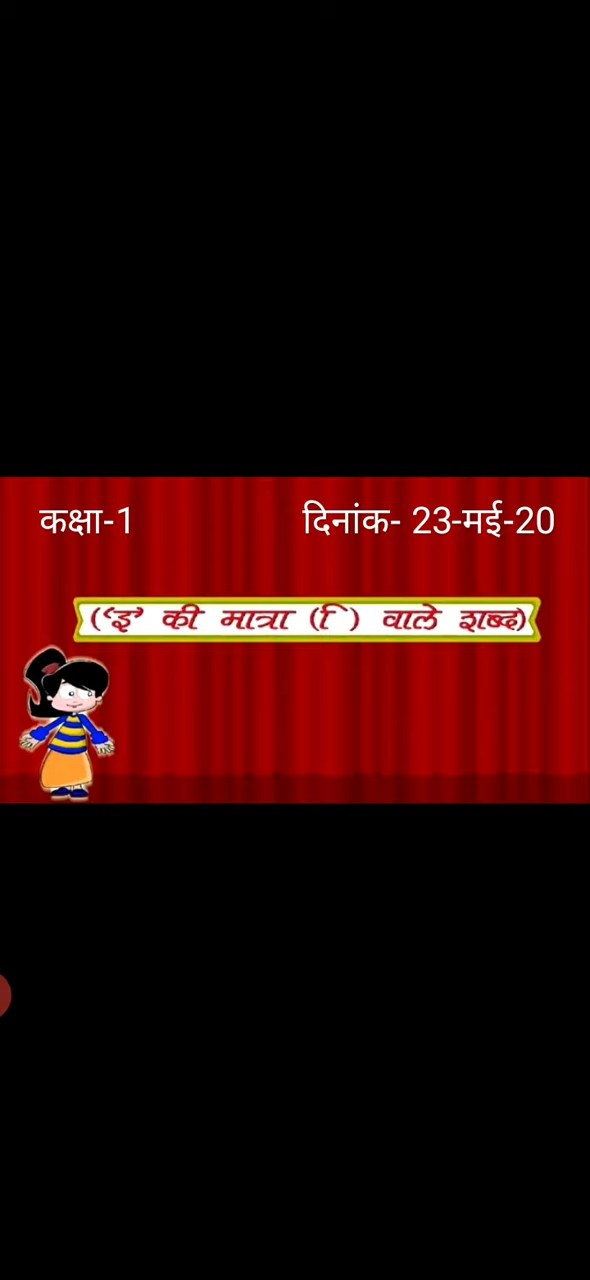 कक्षा-1 दिनांक- 23-मई-20
(‘इ’ की मात्रा (ि) वाले शब्द)